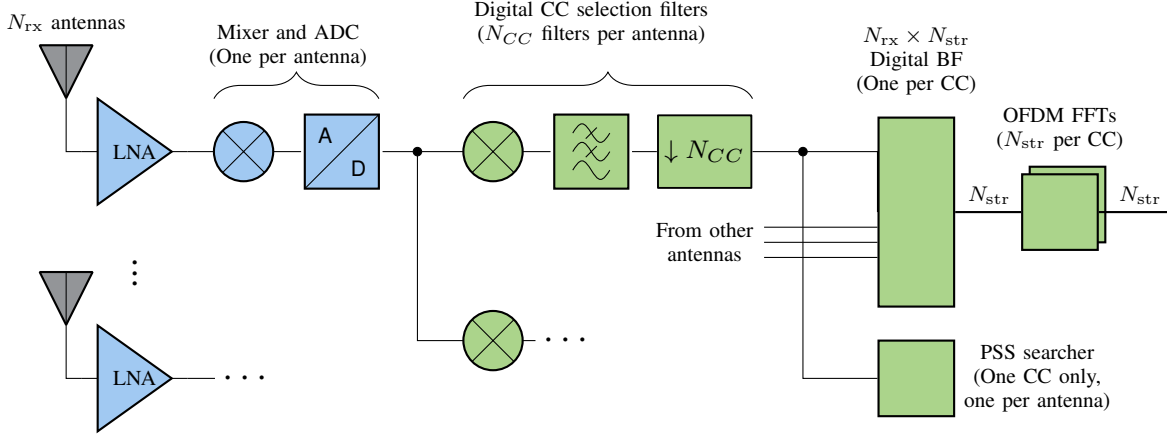 N_rx antennas
Mixer and ADC
(One per antenna)
Digital CC selection filters
(N_CC filters per antenna)
N_rx × N_str
Digital BF
(One per CC)
OFDM FFTs
(N_str per CC)
LNA
A
D
↓ N_CC
N_str
N_str
From other
antennas
LNA
PSS searcher
(One CC only,
one per antenna)